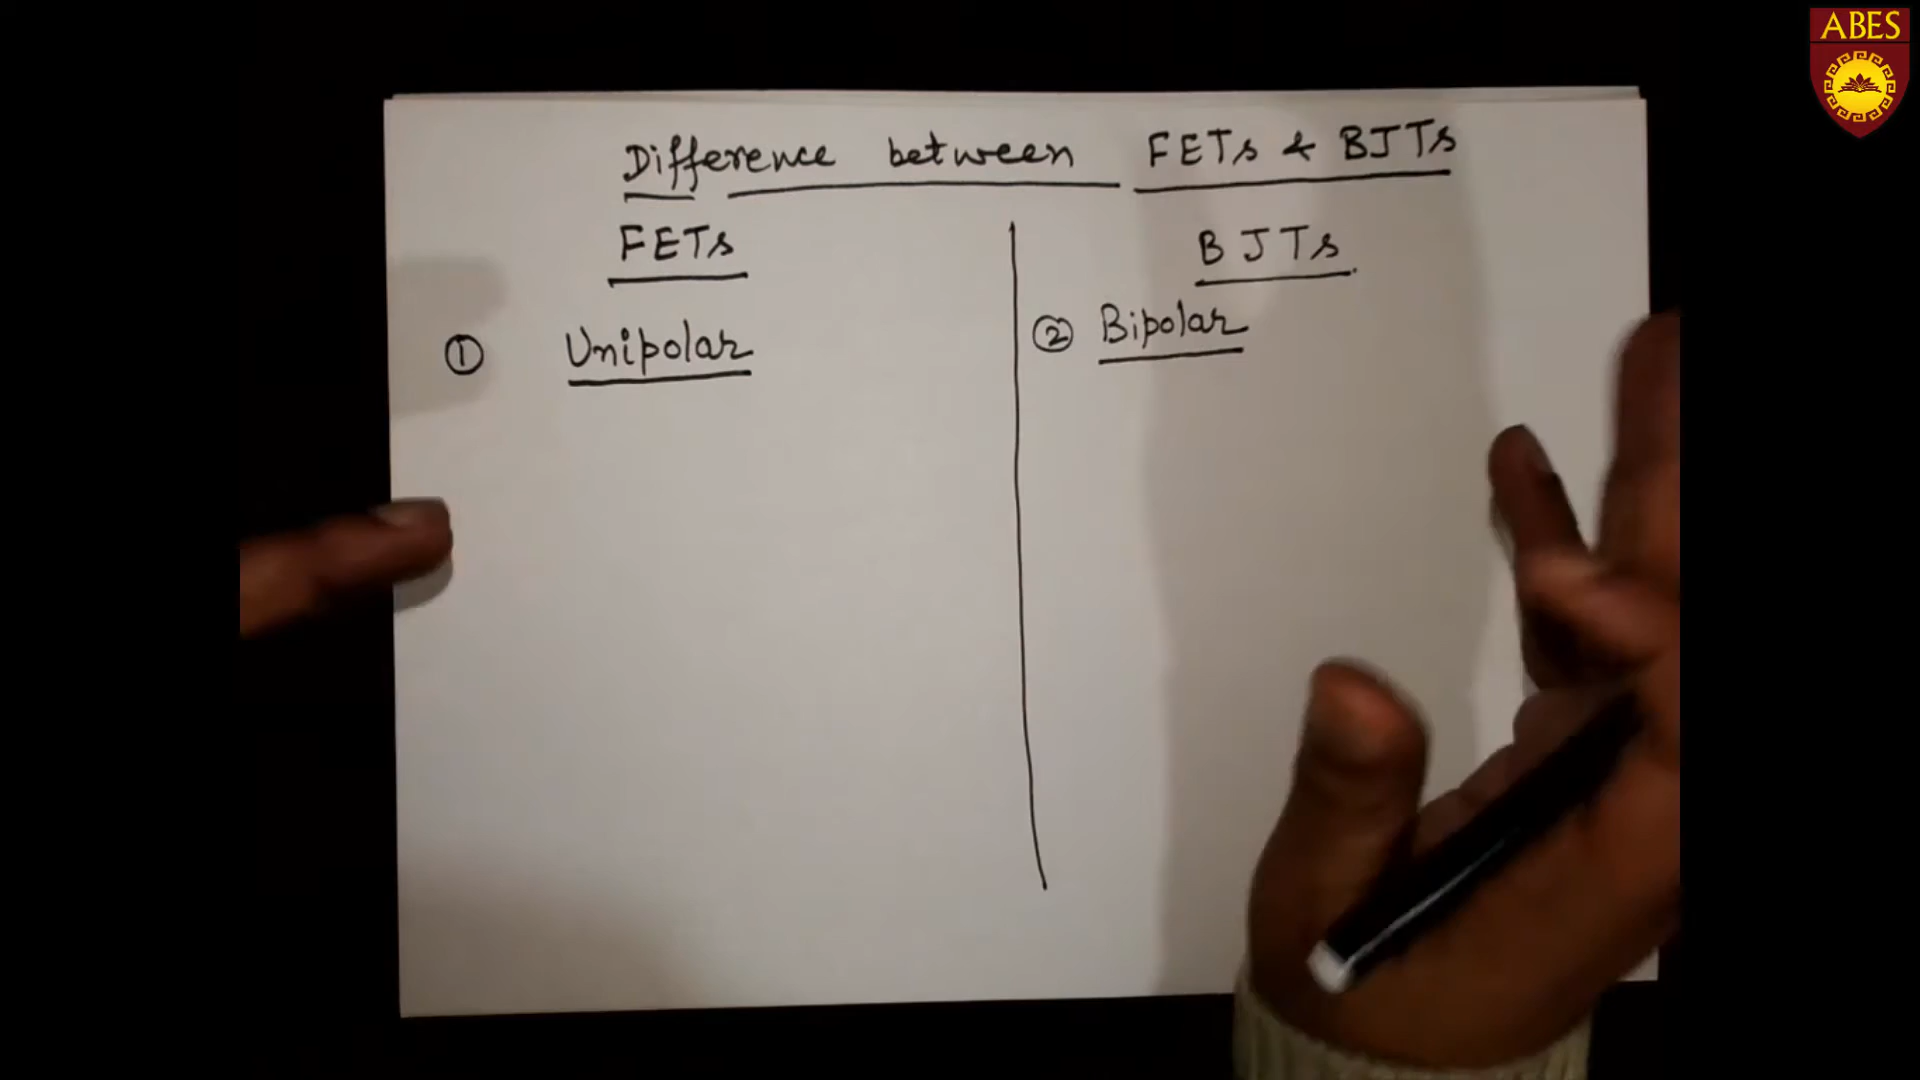 ABES
Difference between FETs & BJTs
FETs
BJTs
① Unipolar
② Bipolar